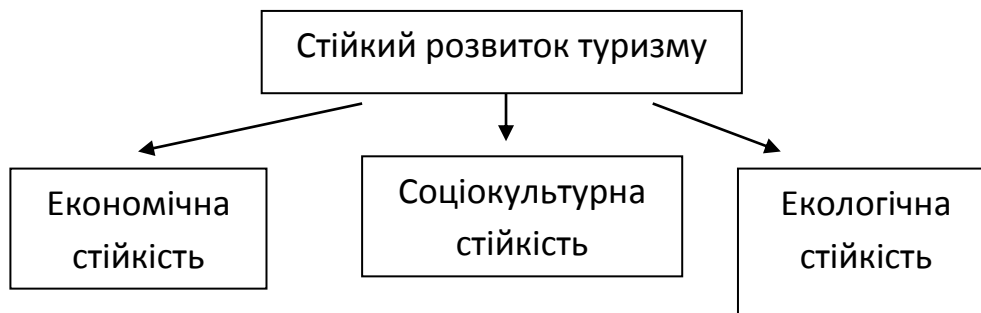 Стійкий розвиток туризму
Економічна
стійкість
Соціокультурна
стійкість
Екологічна
стійкість